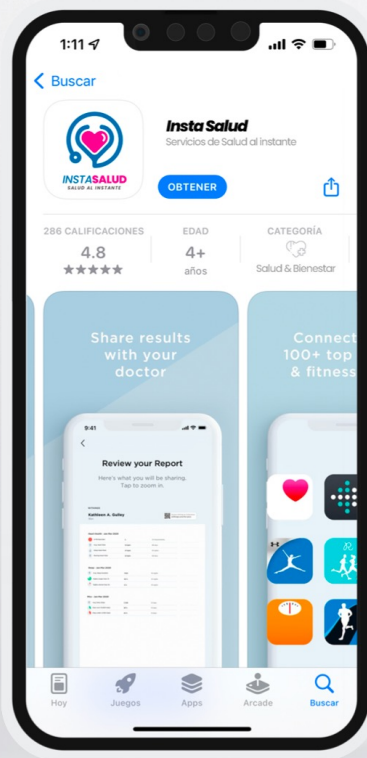 1:11
Buscar
INSTASALUD
SALUD AL INSTANTE
Insta Salud
Servicios de Salud al instante
OBTENER
286 CALIFICACIONES
4.8
EDAD
4+
años
CATEGORÍA
Salud & Bienestar
Share results
with your
doctor
9:41
Review your Report
Here's what you will be sharing.
Tap to zoom in.
Kathleen A.
Connect
100+ top
& fitness
Hoy
Juegos
Apps
Arcade
Buscar